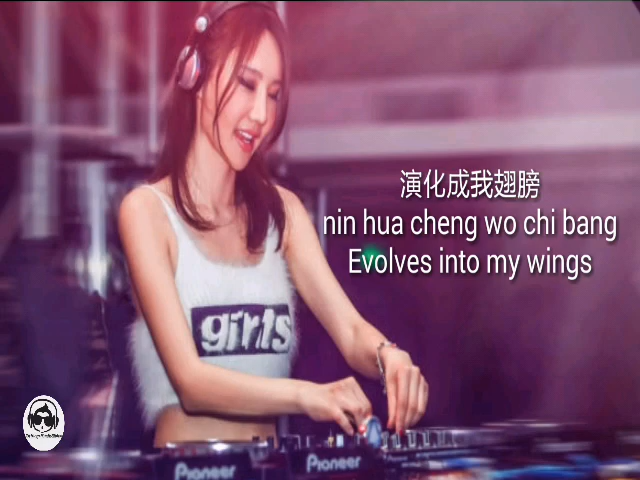 演化成我翅膀
nin hua cheng wo chi bang
Evolves into my wings
girls
Pioneer
Pioneer